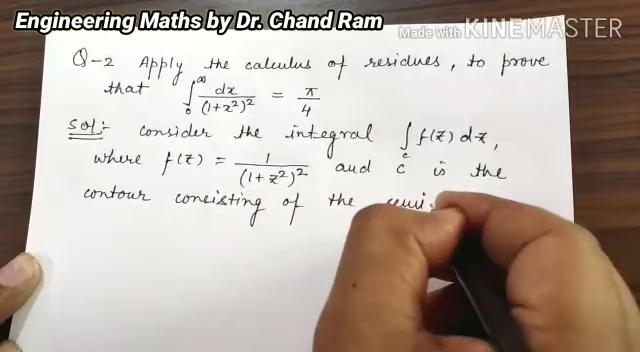 Engineering Maths by Dr. Chand Ram
Made with KINEMASTER
Q-2 Apply the calculus of residues, to prove
that ∫₀^∞ dx/(1+x²)² = π/4
Sol:- Consider the integral ∫_c f(z) dz,
where f(z) = 1/(1+z²)² and c is the
contour consisting of the semi-